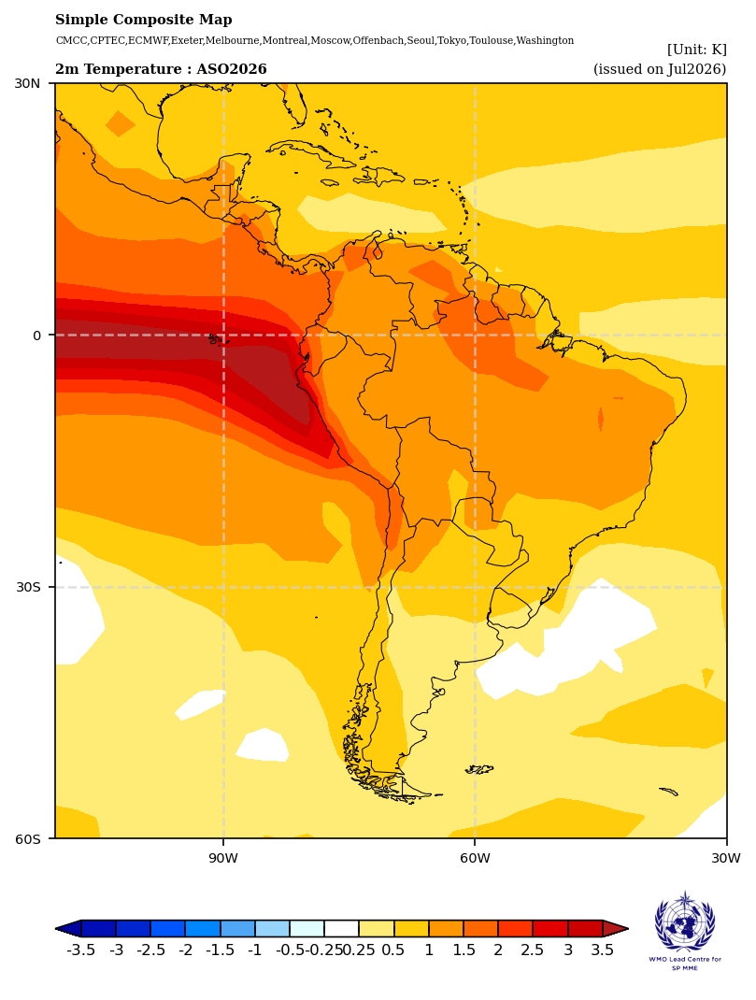 Simple Composite Map
CMCC,CPTEC,ECMWF,Exeter,Melbourne,Montreal,Moscow,Offenbach,Seoul,Tokyo,Toulouse,Washington
[Unit: K]
2m Temperature : ASO2026
(issued on Jul2026)
30N
0
30S
60S
90W
60W
30W
-3.5 -3 -2.5 -2 -1.5 -1 -0.5 -0.25 0.25 0.5 1 1.5 2 2.5 3 3.5
WMO Lead Centre for
SP MME